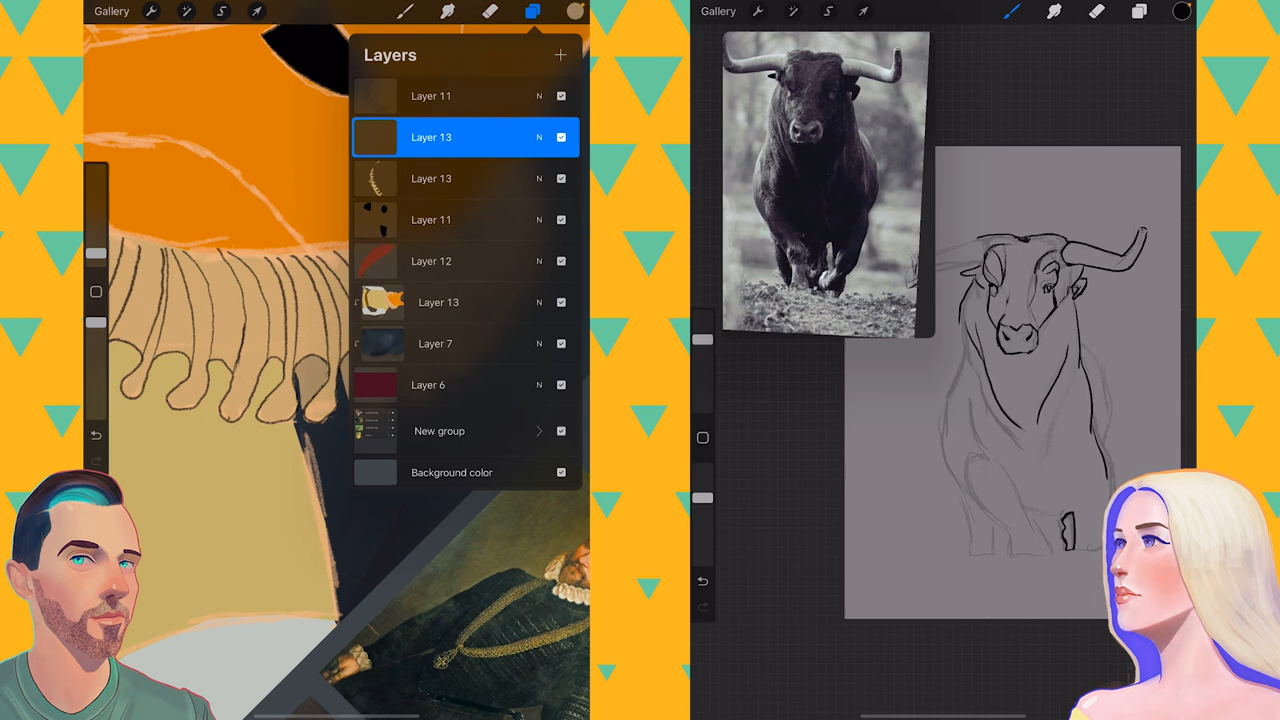 Gallery
Layers
Layer 11 N
Layer 13 N
Layer 13 N
Layer 11 N
Layer 12 N
Layer 13 N
Layer 7 N
Layer 6 N
New group
Background color
Gallery